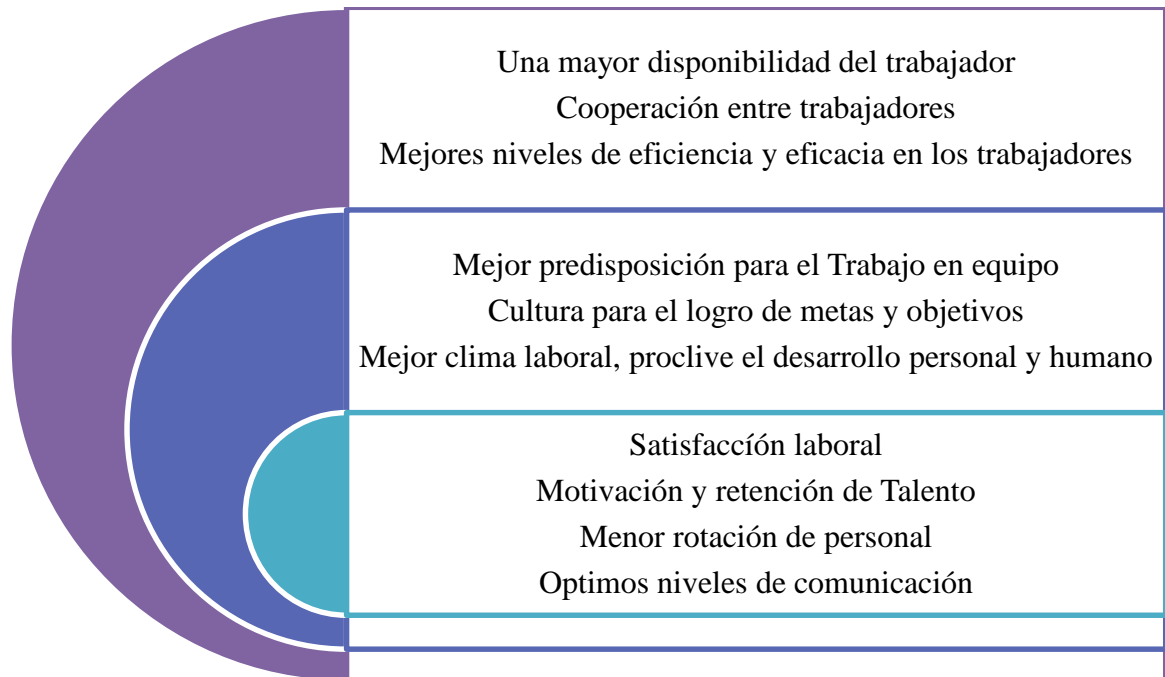 Una mayor disponibilidad del trabajador
Cooperación entre trabajadores
Mejores niveles de eficiencia y eficacia en los trabajadores
Mejor predisposición para el Trabajo en equipo
Cultura para el logro de metas y objetivos
Mejor clima laboral, proclive el desarrollo personal y humano
Satisfaccíón laboral
Motivación y retención de Talento
Menor rotación de personal
Optimos niveles de comunicación